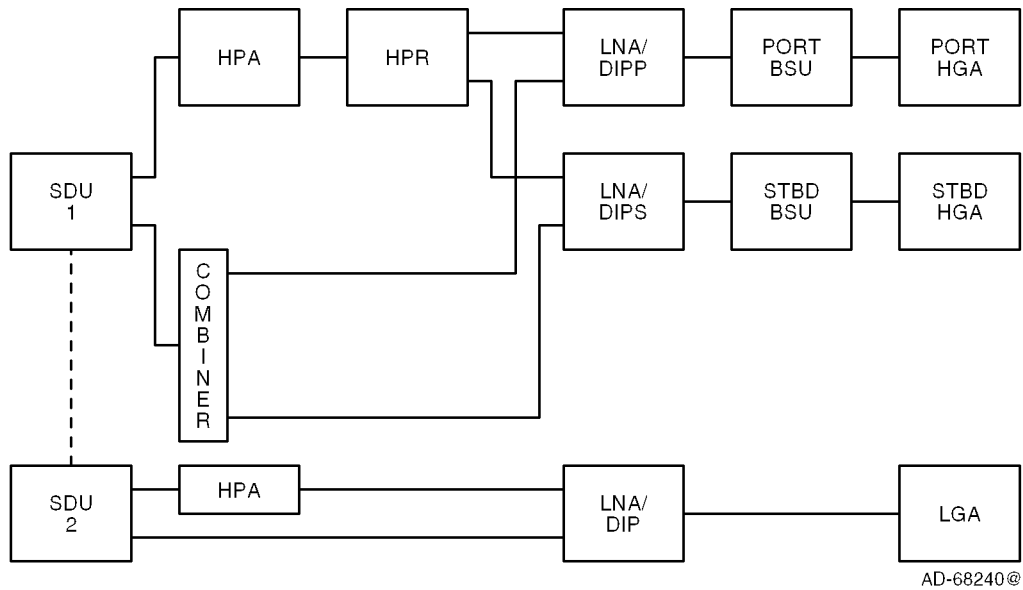 HPA
HPR
LNA/
DIPP
PORT
BSU
PORT
HGA
SDU
1
LNA/
DIPS
STBD
BSU
STBD
HGA
C
O
M
B
I
N
E
R
SDU
2
HPA
LNA/
DIP
LGA
AD-68240@